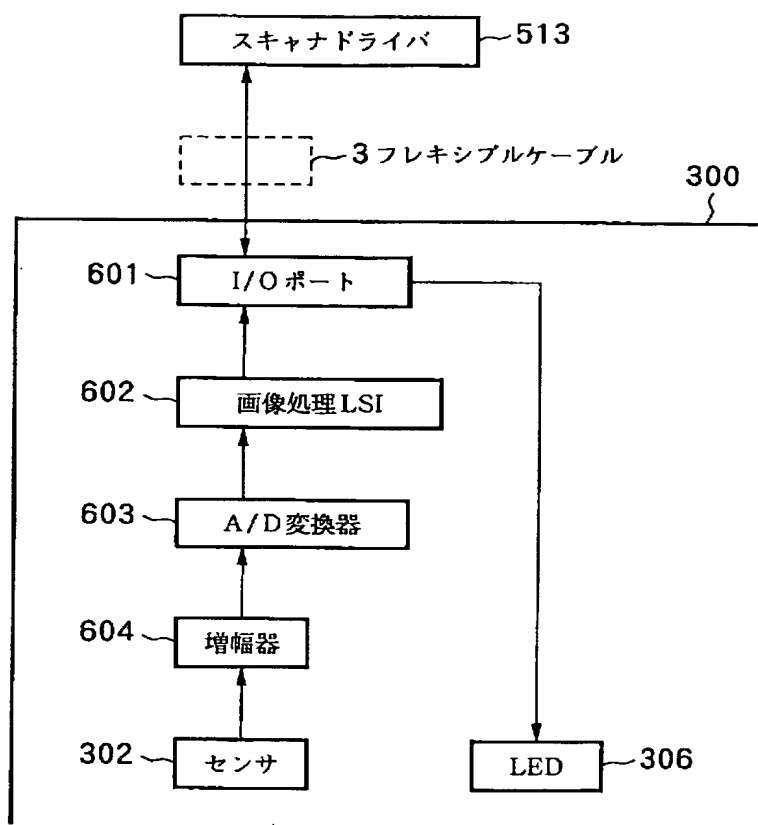 スキャナドライバ 513
3 フレキシブルケーブル
300
601 I/Oポート
602 画像処理LSI
603 A/D変換器
604 増幅器
302 センサ
LED 306